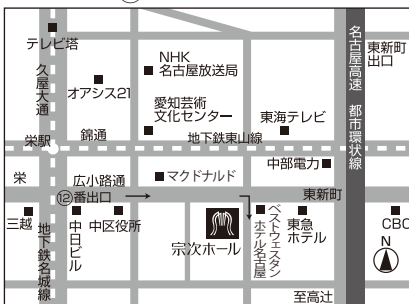 テレビ塔
久屋大通
オアシス21
NHK
名古屋放送局
愛知芸術
文化センター
東海テレビ
名古屋高速 都市環状線
東新町
出口
栄駅
錦通
地下鉄東山線
中部電力
栄
広小路通
マクドナルド
⑫番出口
東新町
三越
地下鉄名城線
中日ビル
中区役所
宗次ホール
ベストウェスタン
ホテル名古屋
東急
ホテル
CBC
N
至高辻